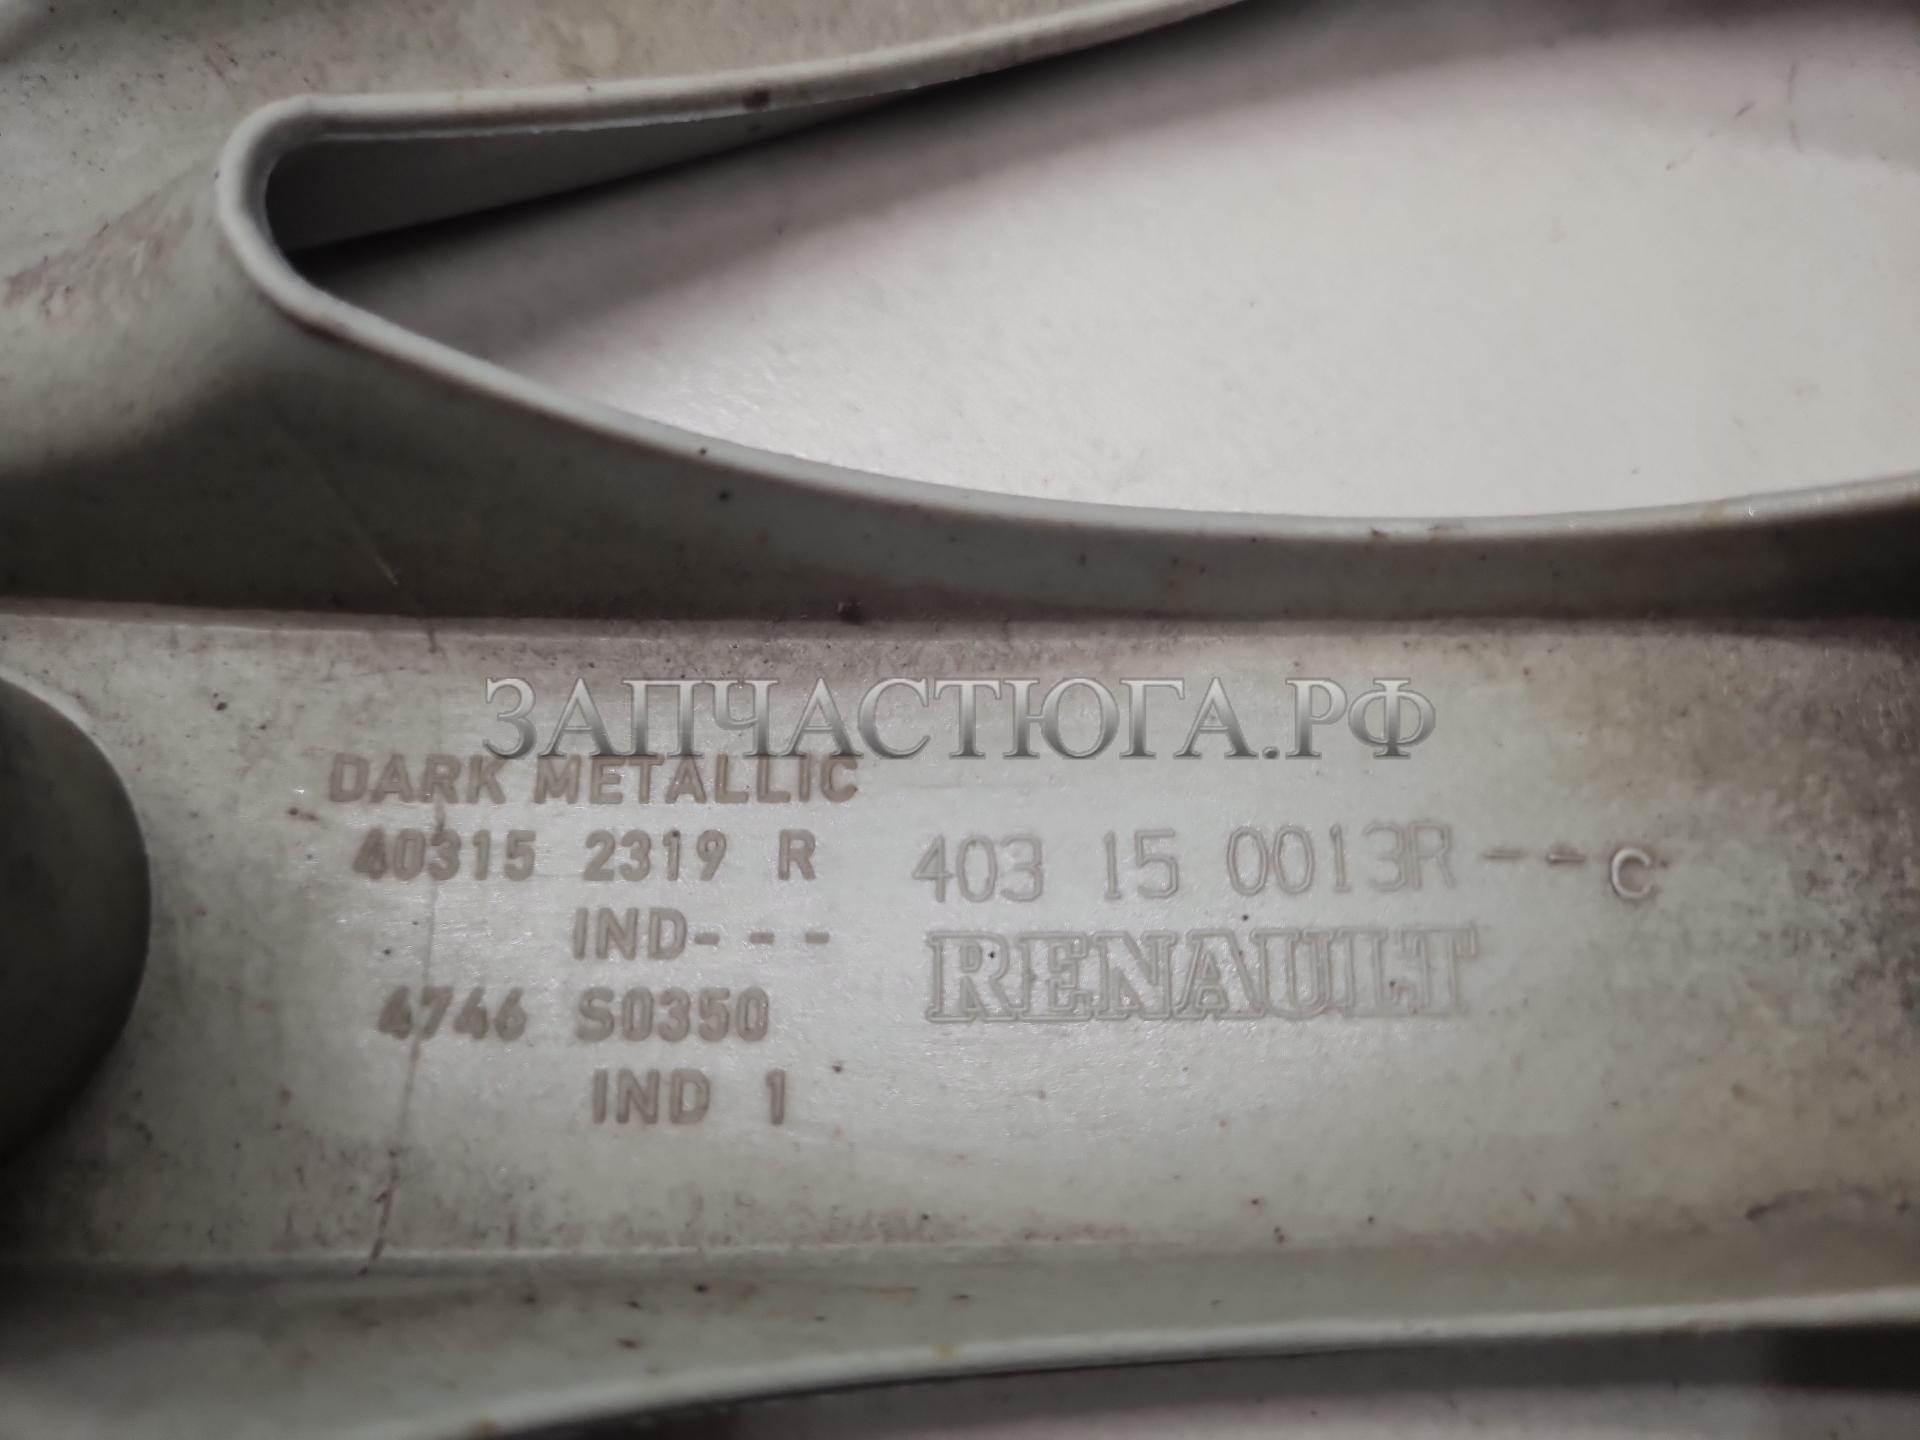 ЗАПЧАСТЮГА.РФ
DARK METALLIC
40315 2319 R
IND---
4746 S0350
IND 1
403 15 0013R---C
RENAULT